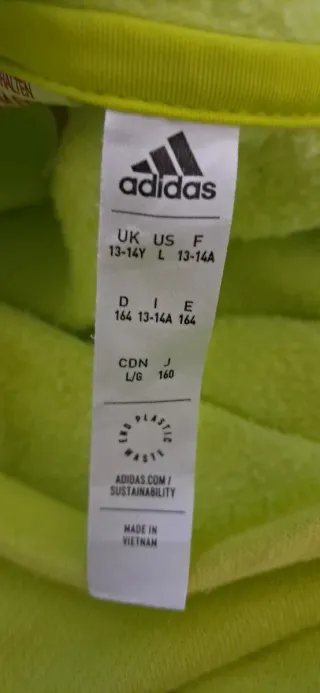 HALTEN
adidas
UK US F
13-14Y L 13-14A
D I E
164 13-14A 164
CDN J
L/G 160
END PLASTIC WASTE
ADIDAS.COM/
SUSTAINABILITY
MADE IN
VIETNAM